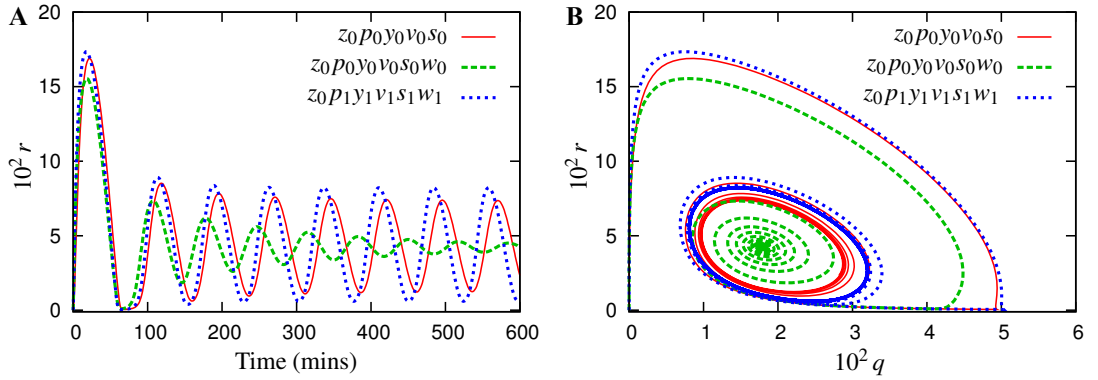 A
20
15
10
5
0
10² r
z₀p₀y₀v₀s₀
z₀p₀y₀v₀s₀w₀
z₀p₁y₁v₁s₁w₁
0 100 200 300 400 500 600
Time (mins)
B
20
15
10
5
0
10² r
z₀p₀y₀v₀s₀
z₀p₀y₀v₀s₀w₀
z₀p₁y₁v₁s₁w₁
0 1 2 3 4 5 6
10² q